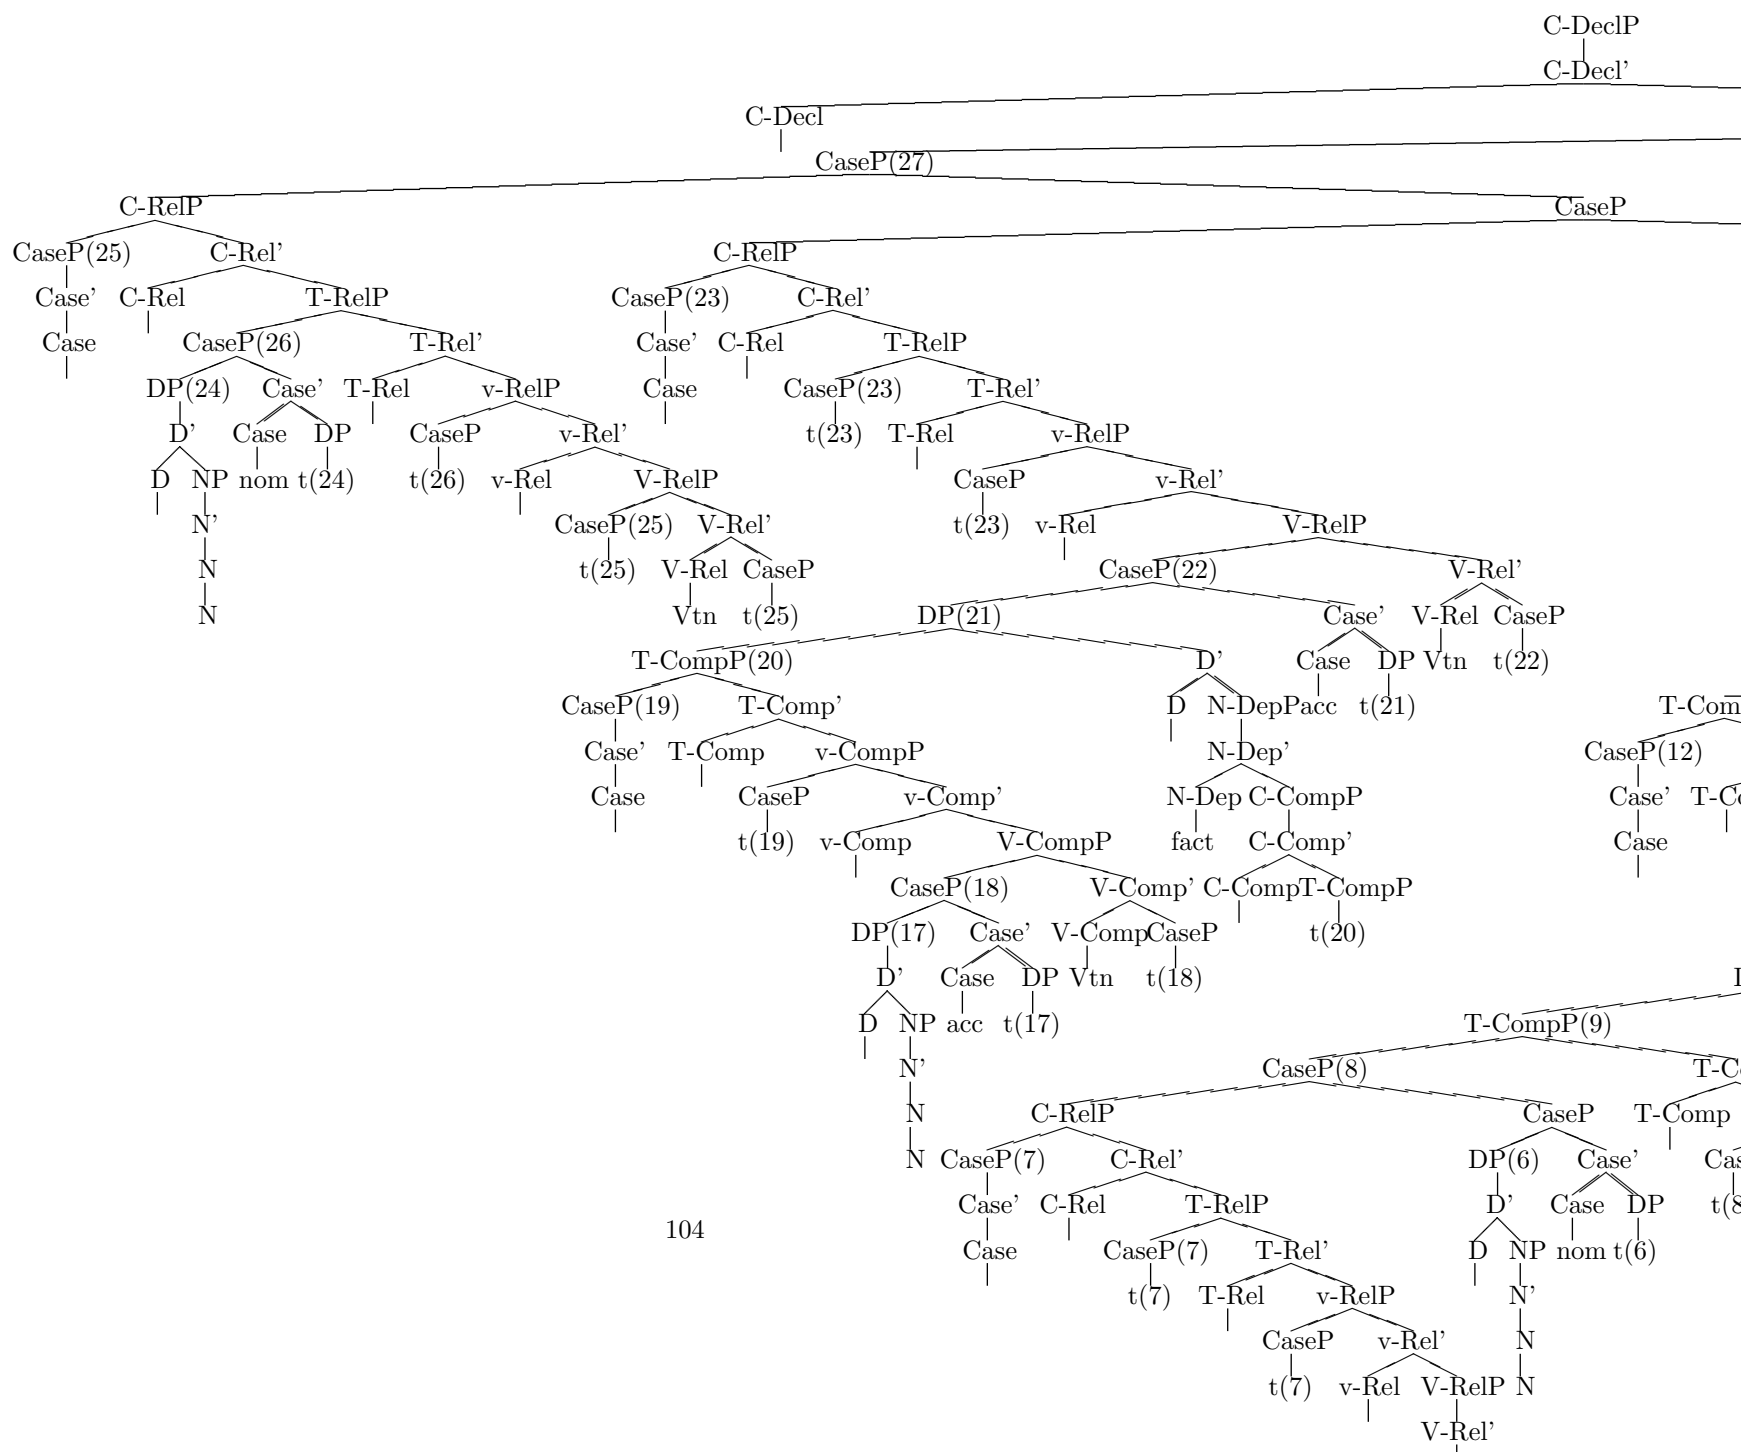 C-DeclP
C-Decl'
C-Decl
CaseP(27)
C-RelP CaseP
CaseP(25) C-Rel' C-RelP
Case' C-Rel T-RelP CaseP(23) C-Rel'
Case CaseP(26) T-Rel' Case' C-Rel T-RelP
DP(24) Case' T-Rel v-RelP Case CaseP(23) T-Rel'
D' Case DP CaseP v-Rel' t(23) T-Rel v-RelP
D NP nom t(24) t(26) v-Rel V-RelP CaseP v-Rel'
N' CaseP(25) V-Rel' t(23) v-Rel V-RelP
N t(25) V-Rel CaseP CaseP(22) V-Rel'
N Vtn t(25) DP(21) Case' V-Rel CaseP
T-CompP(20) D' Case DP Vtn t(22)
CaseP(19) T-Comp' D N-DepP acc t(21) T-Com
Case' T-Comp v-CompP N-Dep' CaseP(12)
Case CaseP v-Comp' N-Dep C-CompP Case' T-Co
t(19) v-Comp V-CompP fact C-Comp' Case
CaseP(18) V-Comp' C-Comp T-CompP
DP(17) Case' V-Comp CaseP t(20)
D' Case DP Vtn t(18)
D NP acc t(17) T-CompP(9)
N' CaseP(8) T-Co
N C-RelP CaseP T-Comp
N CaseP(7) C-Rel' DP(6) Case' Cas
Case' C-Rel T-RelP D' Case DP t(8
104
Case CaseP(7) T-Rel' D NP nom t(6)
t(7) T-Rel v-RelP N'
CaseP v-Rel' N
t(7) v-Rel V-RelP N
V-Rel'